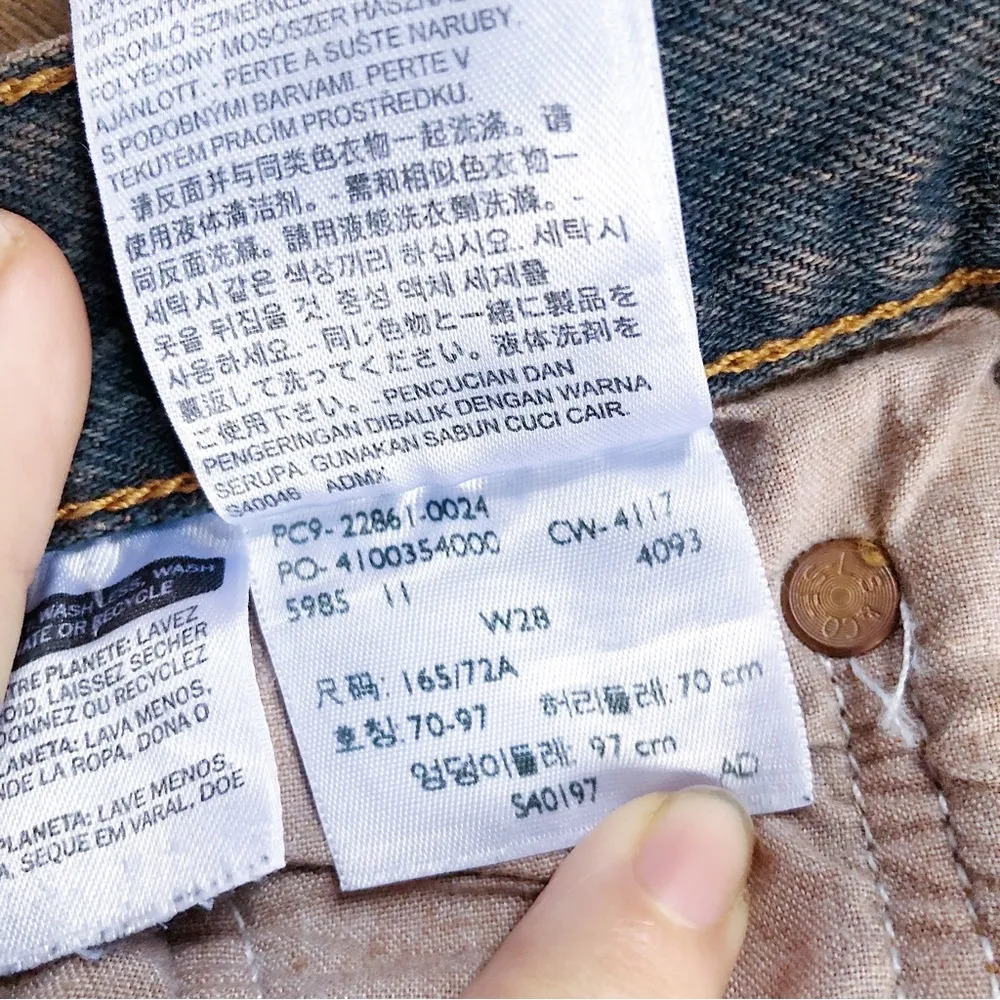 KIFORDÍTVA
HASONLÓ SZÍNEKKEL
FOLYÉKONY MOSÓSZER HASZNÁ
AJÁNLOTT. - PERTE A SUŠTE NARUBY.
S PODOBNÝMI BARVAMI. PERTE V
TEKUTÉM PRACÍM PROSTŘEDKU.
- 请反面并与同类色衣物一起洗涤。请
使用液体清洁剂。- 需和相似色衣物一
同反面洗滌。請用液態洗衣劑洗滌。-
세탁시 같은 색상끼리 하십시요. 세탁시
옷을 뒤집을 것. 중성 액체 세제를
사용하세요. - 同じ色物と一緒に製品を
裏返して洗ってください。液体洗剤を
ご使用下さい。- PENCUCIAN DAN
PENGERINGAN DIBALIK DENGAN WARNA
SERUPA. GUNAKAN SABUN CUCI CAIR.
S40046 ADMX
PC9-22861-0024
PO-4100354000 CW-4117
5985 11 4093
W28
尺码: 165/72A
호칭: 70-97 허리둘레: 70 cm
엉덩이둘레: 97 cm
S40197 AD
WASH LESS, WASH
ATE OR RECYCLE
TRE PLANETE: LAVEZ
OID. LAISSEZ SÉCHER
DONNEZ OU RECYCLEZ
LANETA: LAVA MENOS,
NDE LA ROPA, DONA O
PLANETA: LAVE MENOS,
A, SEQUE EM VARAL, DOE